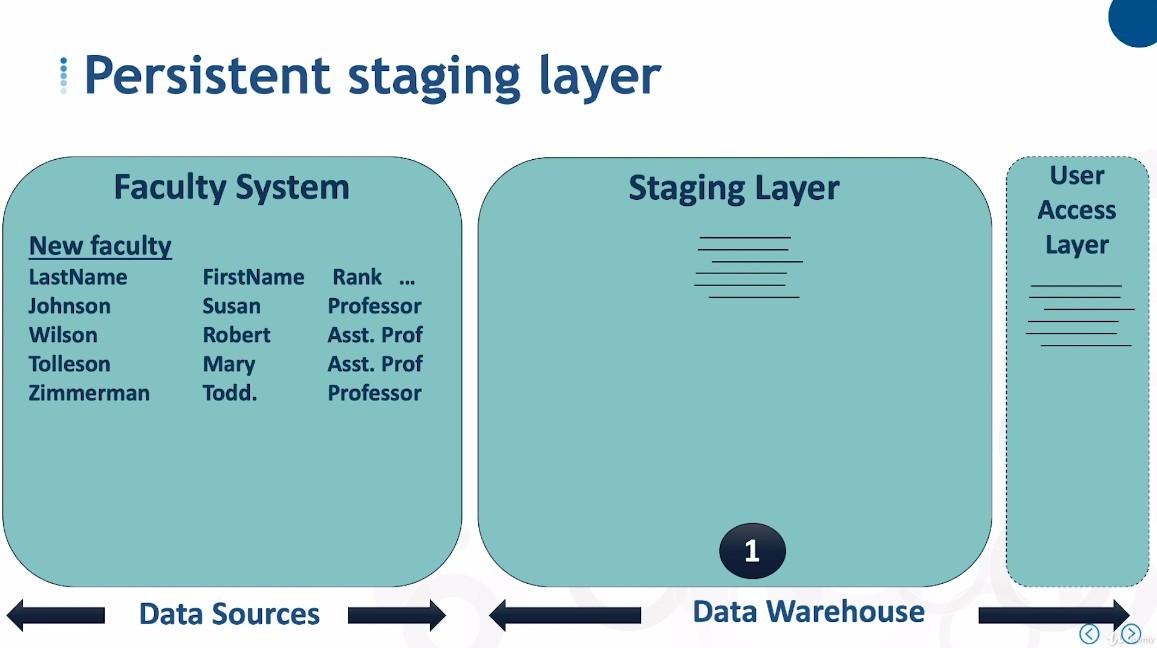 Persistent staging layer
Faculty System
New faculty
LastName FirstName Rank ...
Johnson Susan Professor
Wilson Robert Asst. Prof
Tolleson Mary Asst. Prof
Zimmerman Todd. Professor
Staging Layer
1
User
Access
Layer
Data Sources
Data Warehouse